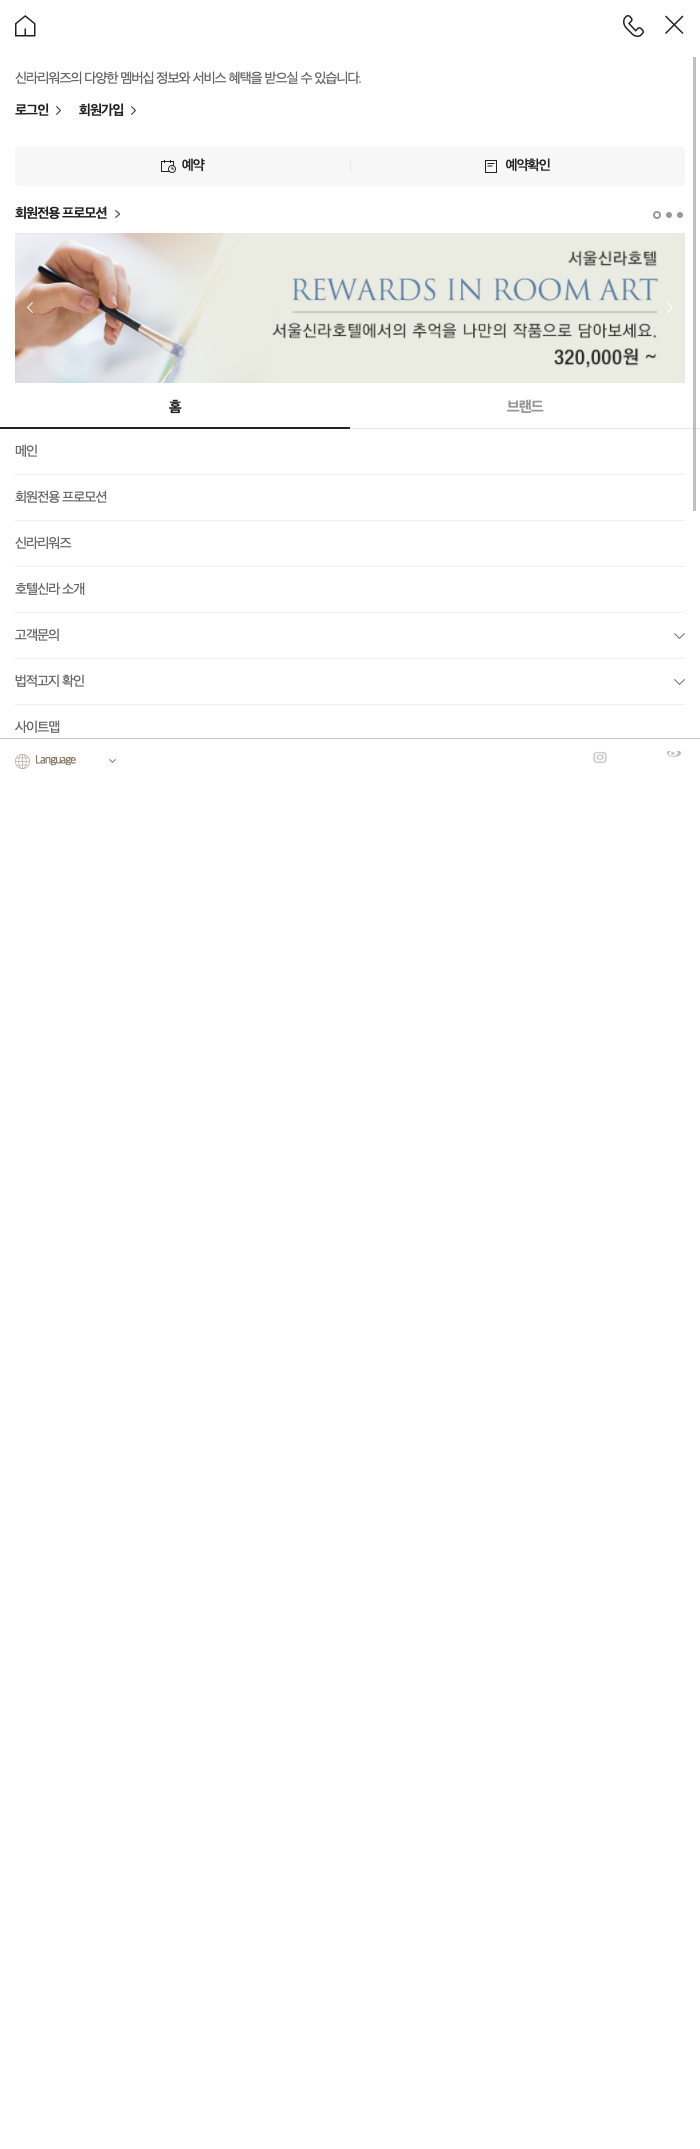 신라리워즈의 다양한 멤버십 정보와 서비스 혜택을 받으실 수 있습니다.
로그인 회원가입
예약 예약확인
회원전용 프로모션
서울신라호텔
REWARDS IN ROOM ART
서울신라호텔에서의 추억을 나만의 작품으로 담아보세요.
320,000원 ~
홈 브랜드
메인
회원전용 프로모션
신라리워즈
호텔신라 소개
고객문의
법적고지 확인
사이트맵
Language